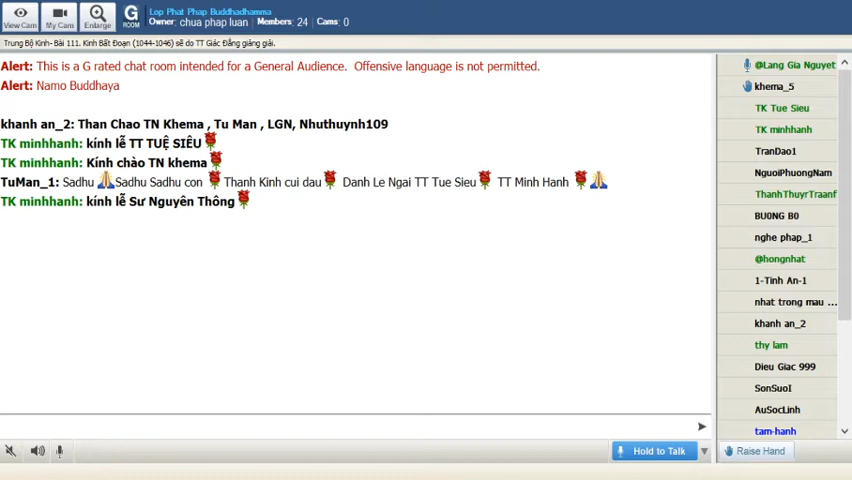 View Cam
My Cam
Enlarge
G
ROOM
Lop Phat Phap Buddhadhamma
Owner: chua phap luan Members: 24 Cams: 0
Trung Bộ Kinh- Bài 111. Kinh Bất Đoạn (1044-1046) sẽ do TT Giác Đẳng giảng giải.
Alert: This is a G rated chat room intended for a General Audience. Offensive language is not permitted.
Alert: Namo Buddhaya
khanh an_2: Than Chao TN Khema , Tu Man , LGN, Nhuthuynh109
TK minhhanh: kính lễ TT TUỆ SIÊU
TK minhhanh: Kính chào TN khema
TuMan_1: Sadhu Sadhu Sadhu con Thanh Kinh cui dau Danh Le Ngai TT Tue Sieu TT Minh Hanh
TK minhhanh: kính lễ Sư Nguyên Thông
@Lang Gia Nguyet
khema_5
TK Tue Sieu
TK minhhanh
TranDao1
NguoiPhuongNam
ThanhThuyrTraanf
BU0NG B0
nghe phap_1
@hongnhat
1-Tinh An-1
nhat trong mau ...
khanh an_2
thy lam
Dieu Giac 999
SonSuoI
AuSocLinh
tam-hanh
Hold to Talk
Raise Hand